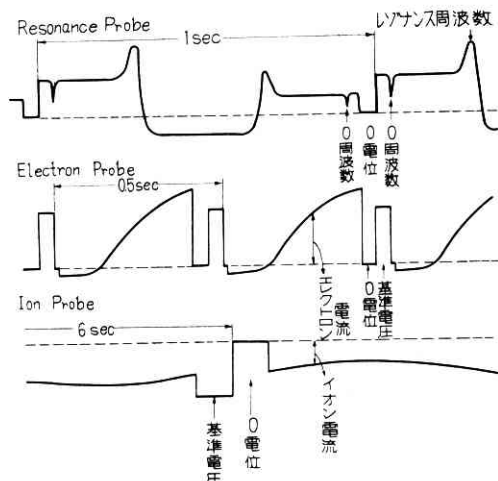 Resonance Probe
レゾナンス周波数
1sec
0周波数
0電位
0周波数
Electron Probe
0.5sec
エレクトロン電流
0電位
基準電圧
Ion Probe
6sec
基準電圧
0電位
イオン電流